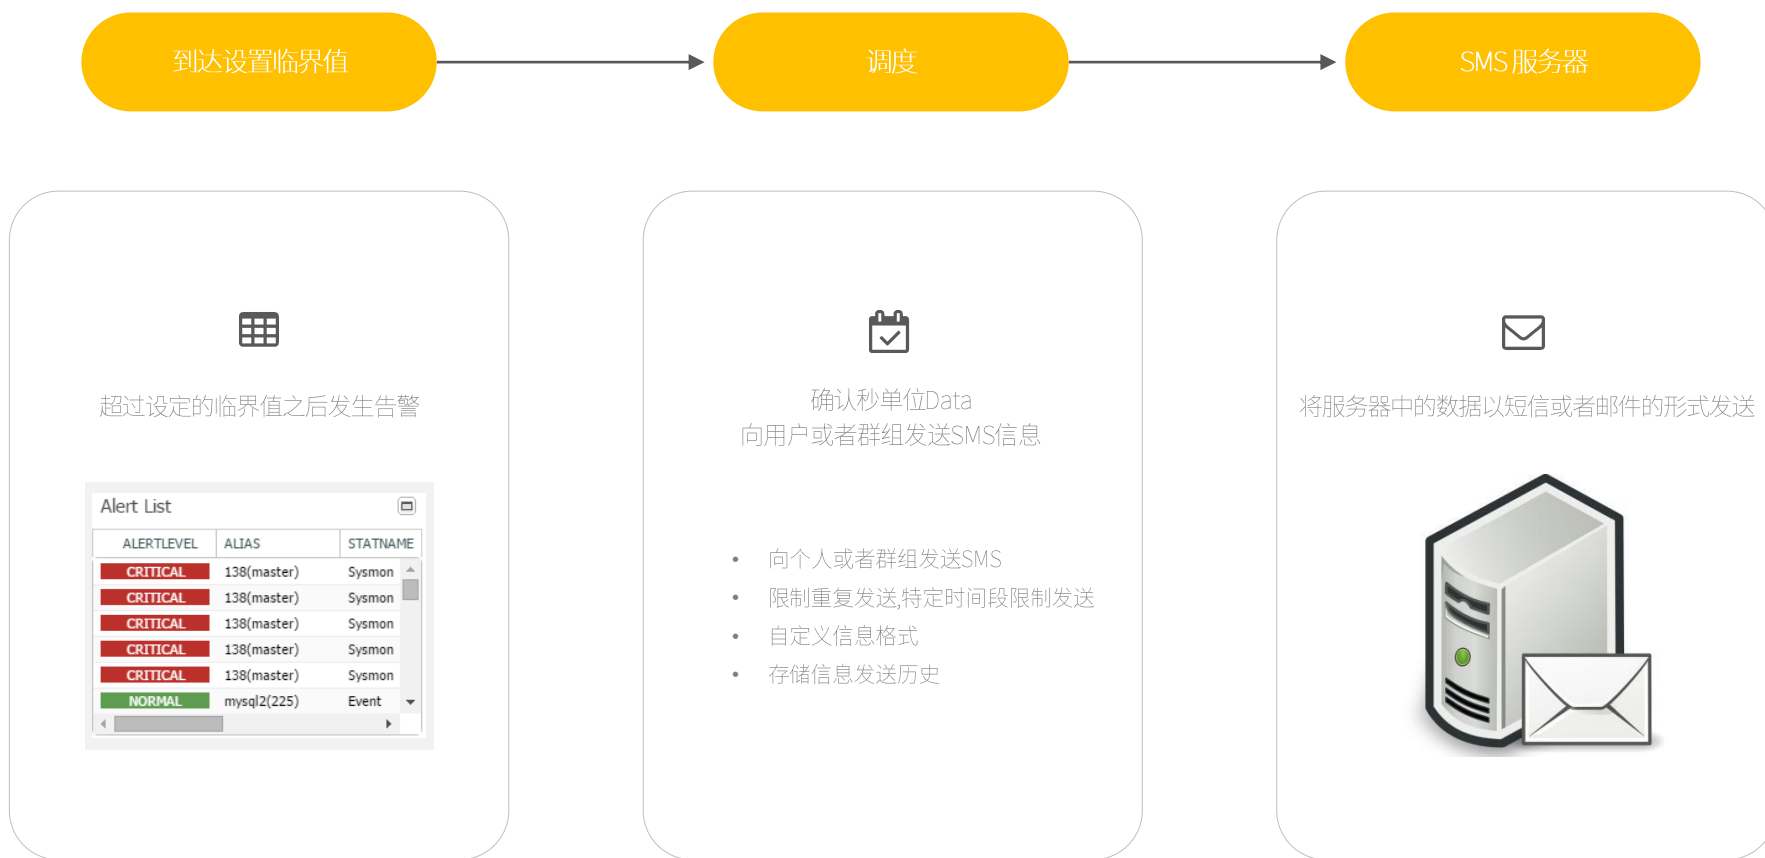 到达设置临界值
调度
SMS 服务器
超过设定的临界值之后发生告警
Alert List
ALERTLEVEL ALIAS STATNAME
CRITICAL 138(master) Sysmon
CRITICAL 138(master) Sysmon
CRITICAL 138(master) Sysmon
CRITICAL 138(master) Sysmon
CRITICAL 138(master) Sysmon
NORMAL mysql2(225) Event
确认秒单位Data
向用户或者群组发送SMS信息
• 向个人或者群组发送SMS
• 限制重复发送,特定时间段限制发送
• 自定义信息格式
• 存储信息发送历史
将服务器中的数据以短信或者邮件的形式发送